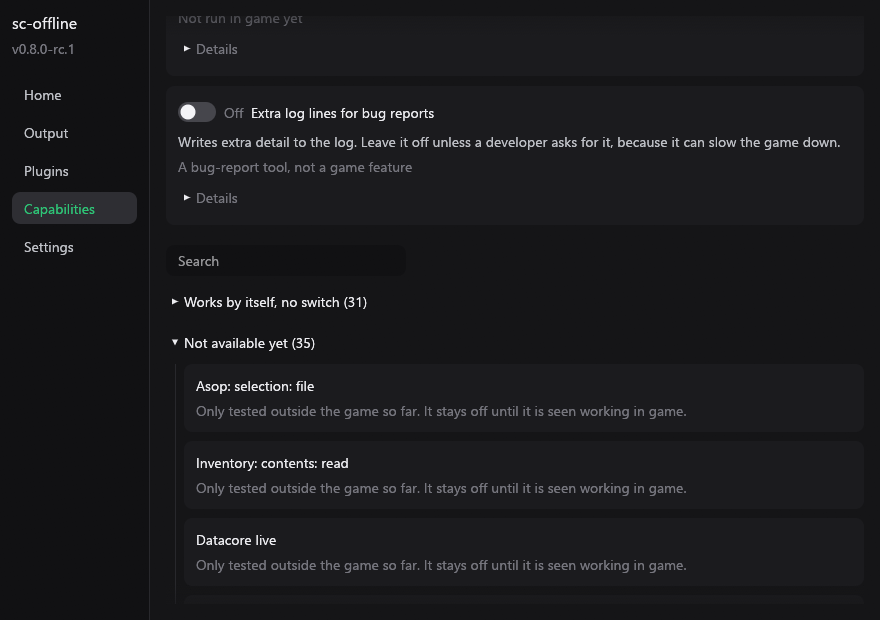 sc-offline
v0.8.0-rc.1
Home
Output
Plugins
Capabilities
Settings
Not run in game yet
Details
Off Extra log lines for bug reports
Writes extra detail to the log. Leave it off unless a developer asks for it, because it can slow the game down.
A bug-report tool, not a game feature
Details
Search
Works by itself, no switch (31)
Not available yet (35)
Asop: selection: file
Only tested outside the game so far. It stays off until it is seen working in game.
Inventory: contents: read
Only tested outside the game so far. It stays off until it is seen working in game.
Datacore live
Only tested outside the game so far. It stays off until it is seen working in game.